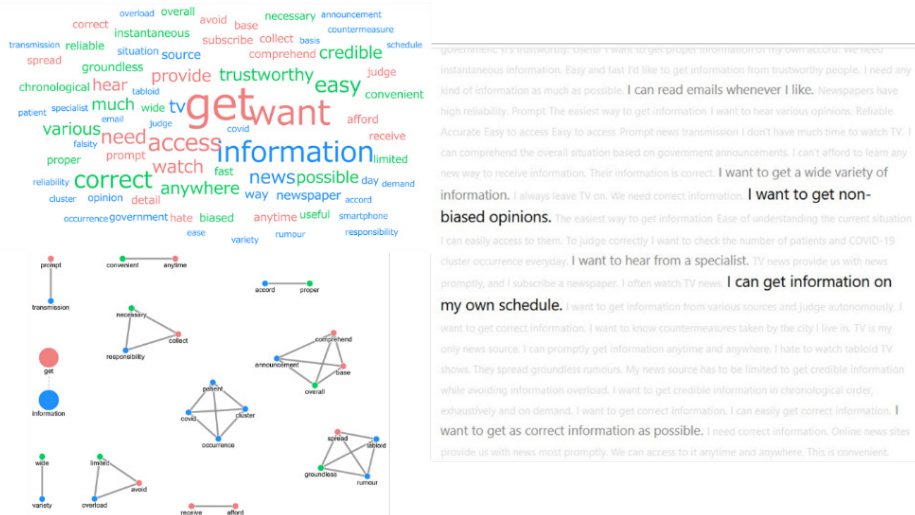 overload overall necessary announcement
correct instantaneous avoid base countermeasure
subscribe collect basis
transmission reliable situation source comprehend credible schedule
spread groundless provide trustworthy judge
chronological hear tabloid easy convenient
patient specialist much wide tv get want afford
email judge
various need access covid receive
falsity information limited
proper prompt watch fast
reliability correct anywhere news possible day demand
cluster opinion detail way newspaper accord
occurrence government hate biased anytime useful smartphone
ease variety rumour responsibility
prompt
transmission
convenient anytime
accord proper
necessary
collect
responsibility
comprehend
announcement
base
overall
get
information
patient
covid
cluster
occurrence
spread
tabloid
groundless
rumour
wide
variety
limited
avoid
overload
receive afford
government. It's trustworthy. Useful I want to get proper information of my own accord. We need
instantaneous information. Easy and fast I'd like to get information from trustworthy people. I need any
kind of information as much as possible. I can read emails whenever I like. Newspapers have
high reliability. Prompt The easiest way to get information I want to hear various opinions. Reliable
Accurate Easy to access Easy to access Prompt news transmission I don't have much time to watch TV. I
can comprehend the overall situation based on government announcements. I can't afford to learn any
new way to receive information. Their information is correct. I want to get a wide variety of
information. I always leave TV on. We need correct information. I want to get non-
biased opinions. The easiest way to get information Ease of understanding the current situation
I can easily access to them. To judge correctly I want to check the number of patients and COVID-19
cluster occurrence everyday. I want to hear from a specialist. TV news provide us with news
promptly, and I subscribe a newspaper. I often watch TV news. I can get information on
my own schedule. I want to get information from various sources and judge autonomously. I
want to get correct information. I want to know countermeasures taken by the city I live in. TV is my
only news source. I can promptly get information anytime and anywhere. I hate to watch tabloid TV
shows. They spread groundless rumours. My news source has to be limited to get credible information
while avoiding information overload. I want to get credible information in chronological order,
exhaustively and on demand. I want to get correct information. I can easily get correct information. I
want to get as correct information as possible. I need correct information. Online news sites
provide us with news most promptly. We can access to it anytime and anywhere. This is convenient.